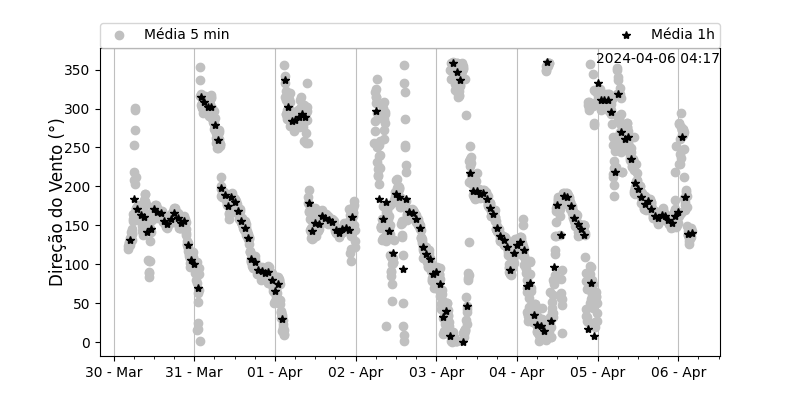 Média 5 min
Média 1h
2024-04-06 04:17
Direção do Vento (°)
350
300
250
200
150
100
50
0
30 - Mar
31 - Mar
01 - Apr
02 - Apr
03 - Apr
04 - Apr
05 - Apr
06 - Apr